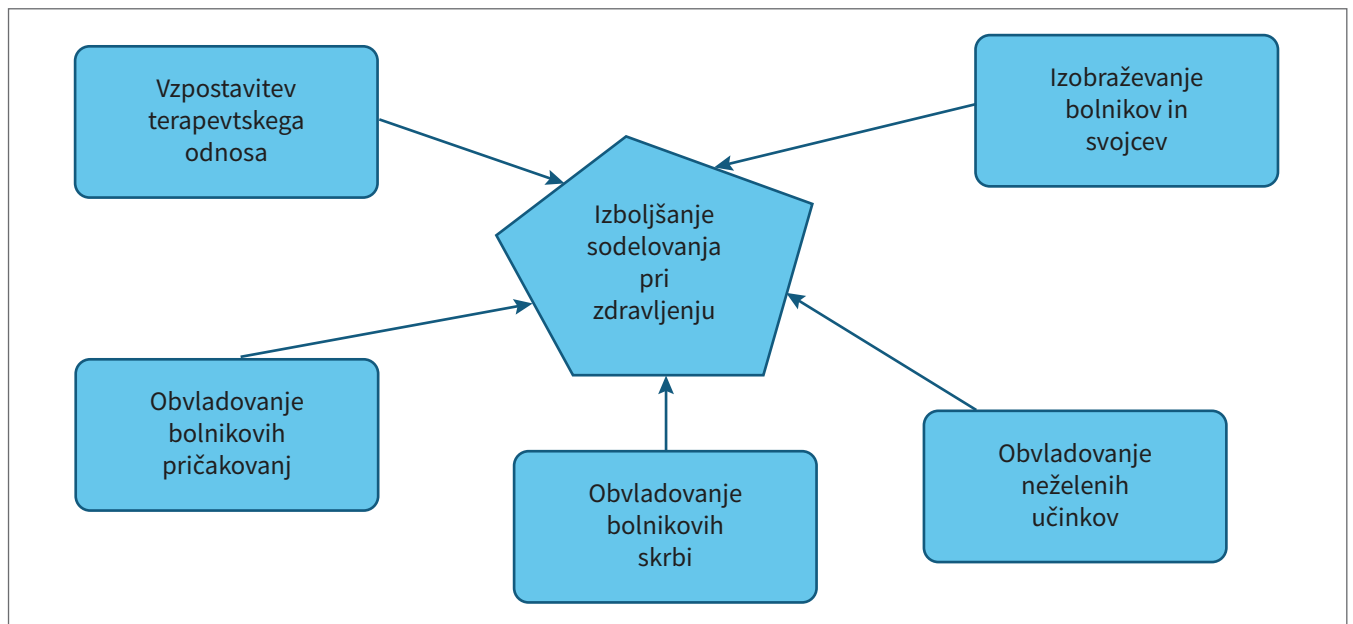 Vzpostavitev
terapevtskega
odnosa
Izobraževanje
bolnikov in
svojcev
Izboljšanje
sodelovanja
pri
zdravljenju
Obvladovanje
bolnikovih
pričakovanj
Obvladovanje
bolnikovih
skrbi
Obvladovanje
neželenih
učinkov